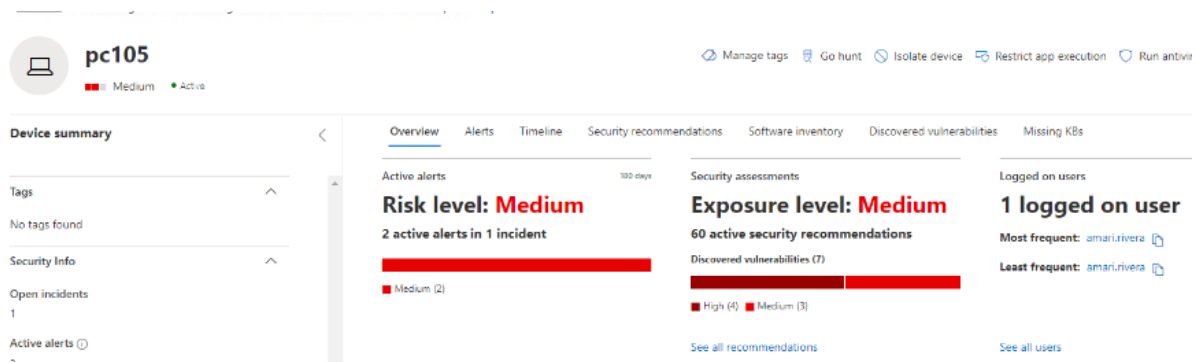 pc105
Medium Active
Manage tags Go hunt Isolate device Restrict app execution Run antivir
Device summary
Tags
No tags found
Security Info
Open incidents
1
Active alerts
Overview Alerts Timeline Security recommendations Software inventory Discovered vulnerabilities Missing KBs
Active alerts 180 days
Risk level: Medium
2 active alerts in 1 incident
Medium (2)
Security assessments
Exposure level: Medium
60 active security recommendations
Discovered vulnerabilities (7)
High (4) Medium (3)
See all recommendations
Logged on users
1 logged on user
Most frequent: amari.rivera
Least frequent: amari.rivera
See all users